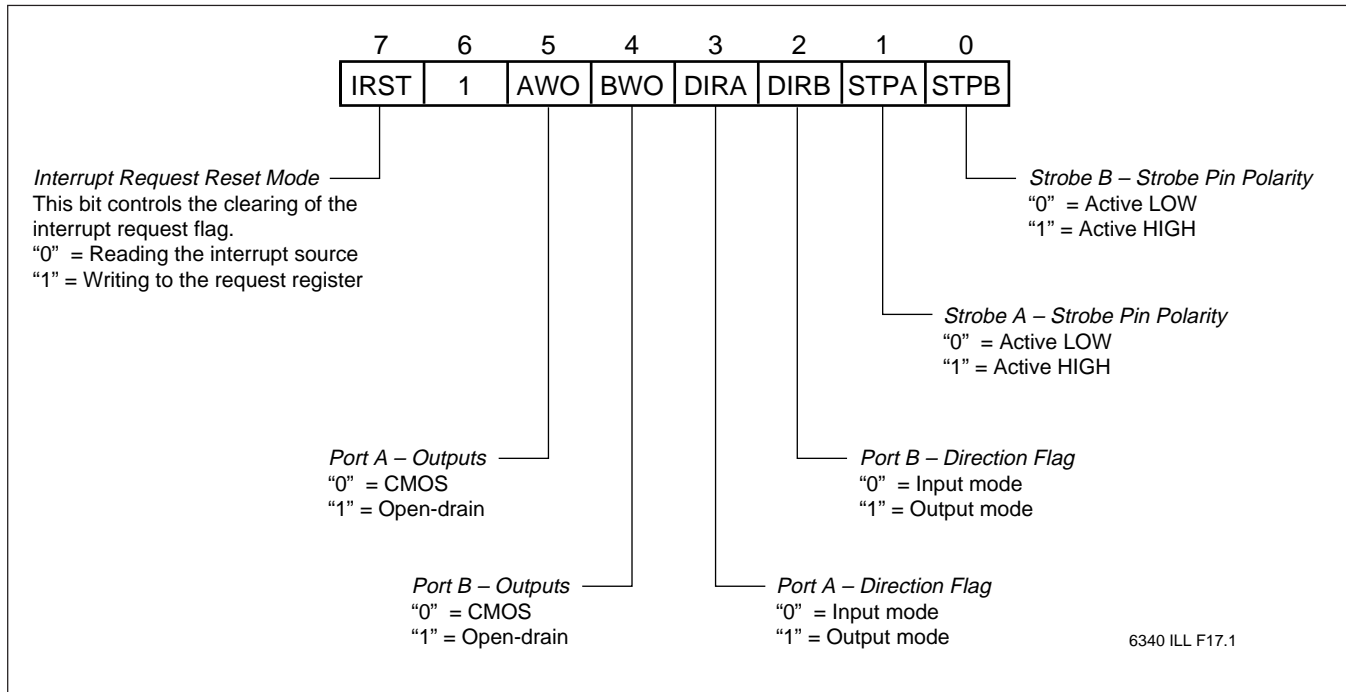 7 6 5 4 3 2 1 0
IRST 1 AWO BWO DIRA DIRB STPA STPB
Interrupt Request Reset Mode
This bit controls the clearing of the
interrupt request flag.
“0” = Reading the interrupt source
“1” = Writing to the request register
Strobe B – Strobe Pin Polarity
“0” = Active LOW
“1” = Active HIGH
Strobe A – Strobe Pin Polarity
“0” = Active LOW
“1” = Active HIGH
Port A – Outputs
“0” = CMOS
“1” = Open-drain
Port B – Direction Flag
“0” = Input mode
“1” = Output mode
Port B – Outputs
“0” = CMOS
“1” = Open-drain
Port A – Direction Flag
“0” = Input mode
“1” = Output mode
6340 ILL F17.1